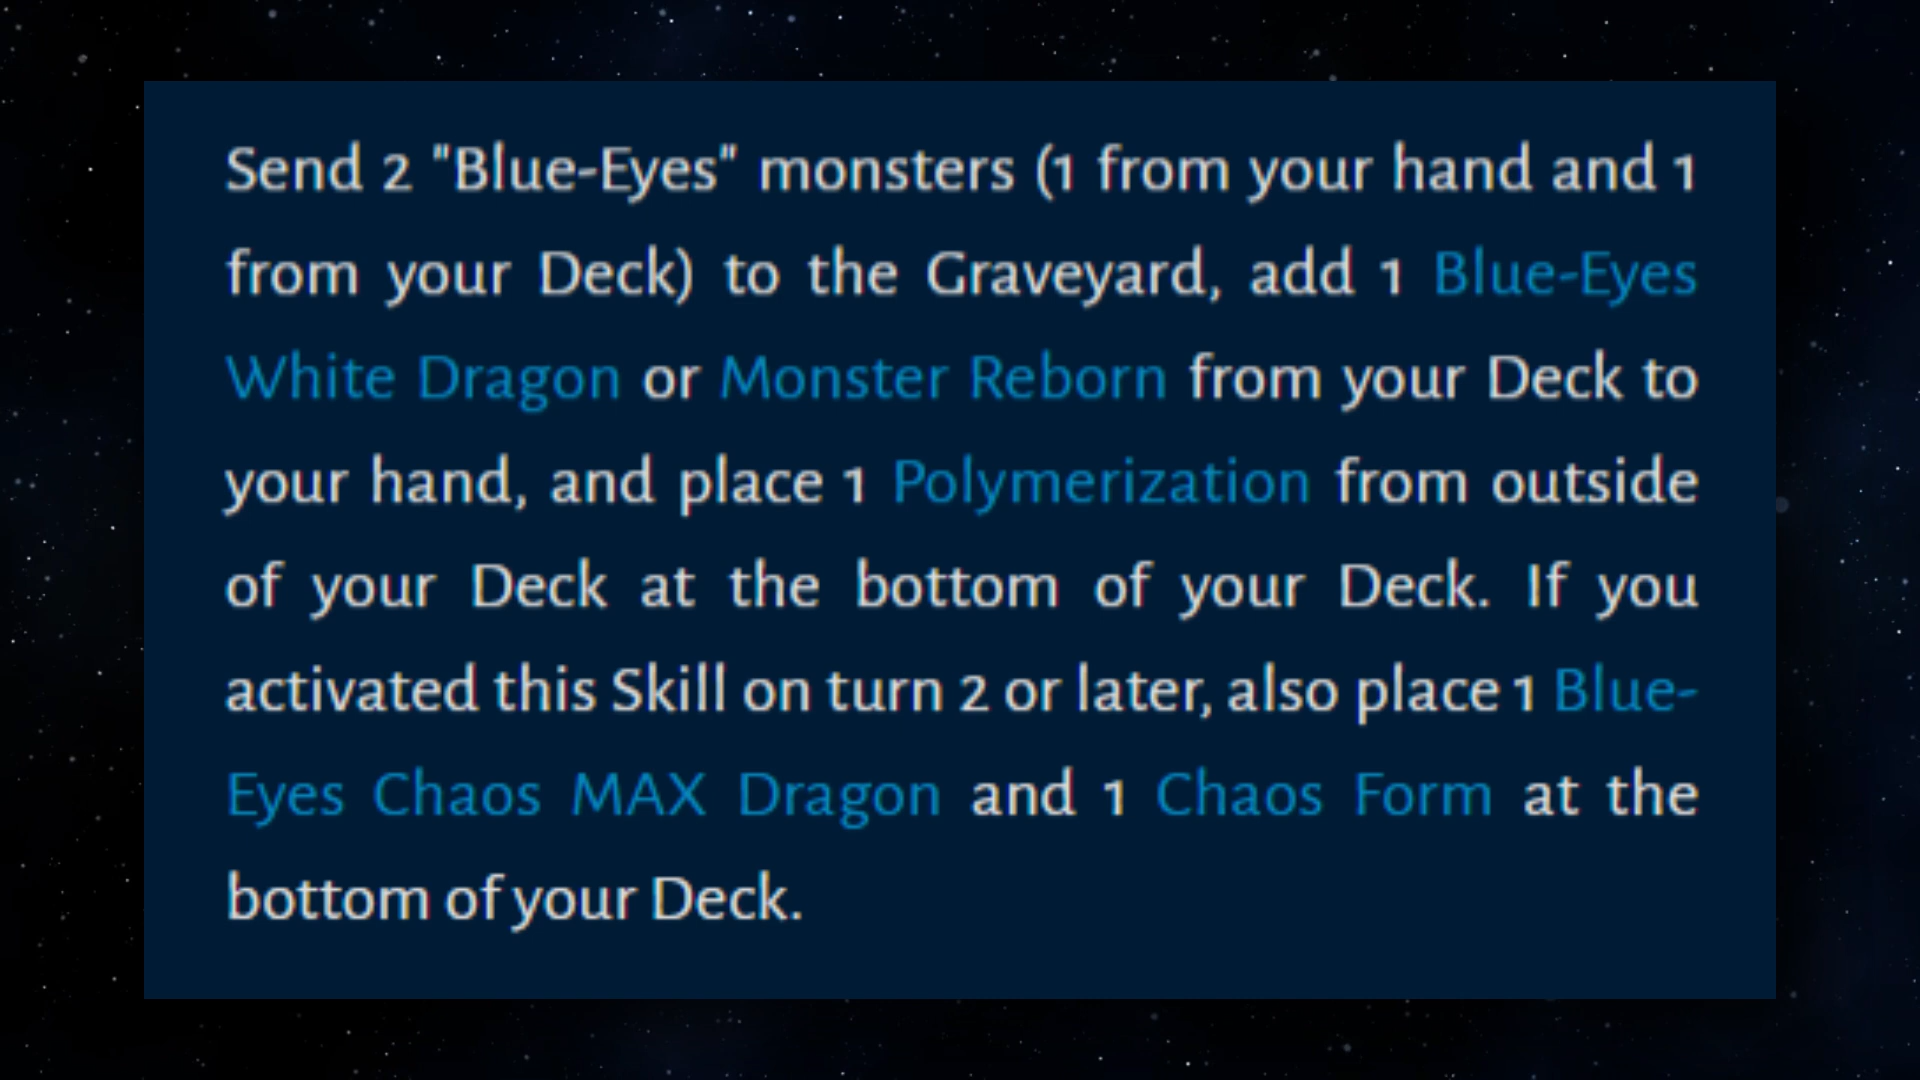 Send 2 "Blue-Eyes" monsters (1 from your hand and 1
from your Deck) to the Graveyard, add 1 Blue-Eyes
White Dragon or Monster Reborn from your Deck to
your hand, and place 1 Polymerization from outside
of your Deck at the bottom of your Deck. If you
activated this Skill on turn 2 or later, also place 1 Blue-
Eyes Chaos MAX Dragon and 1 Chaos Form at the
bottom of your Deck.